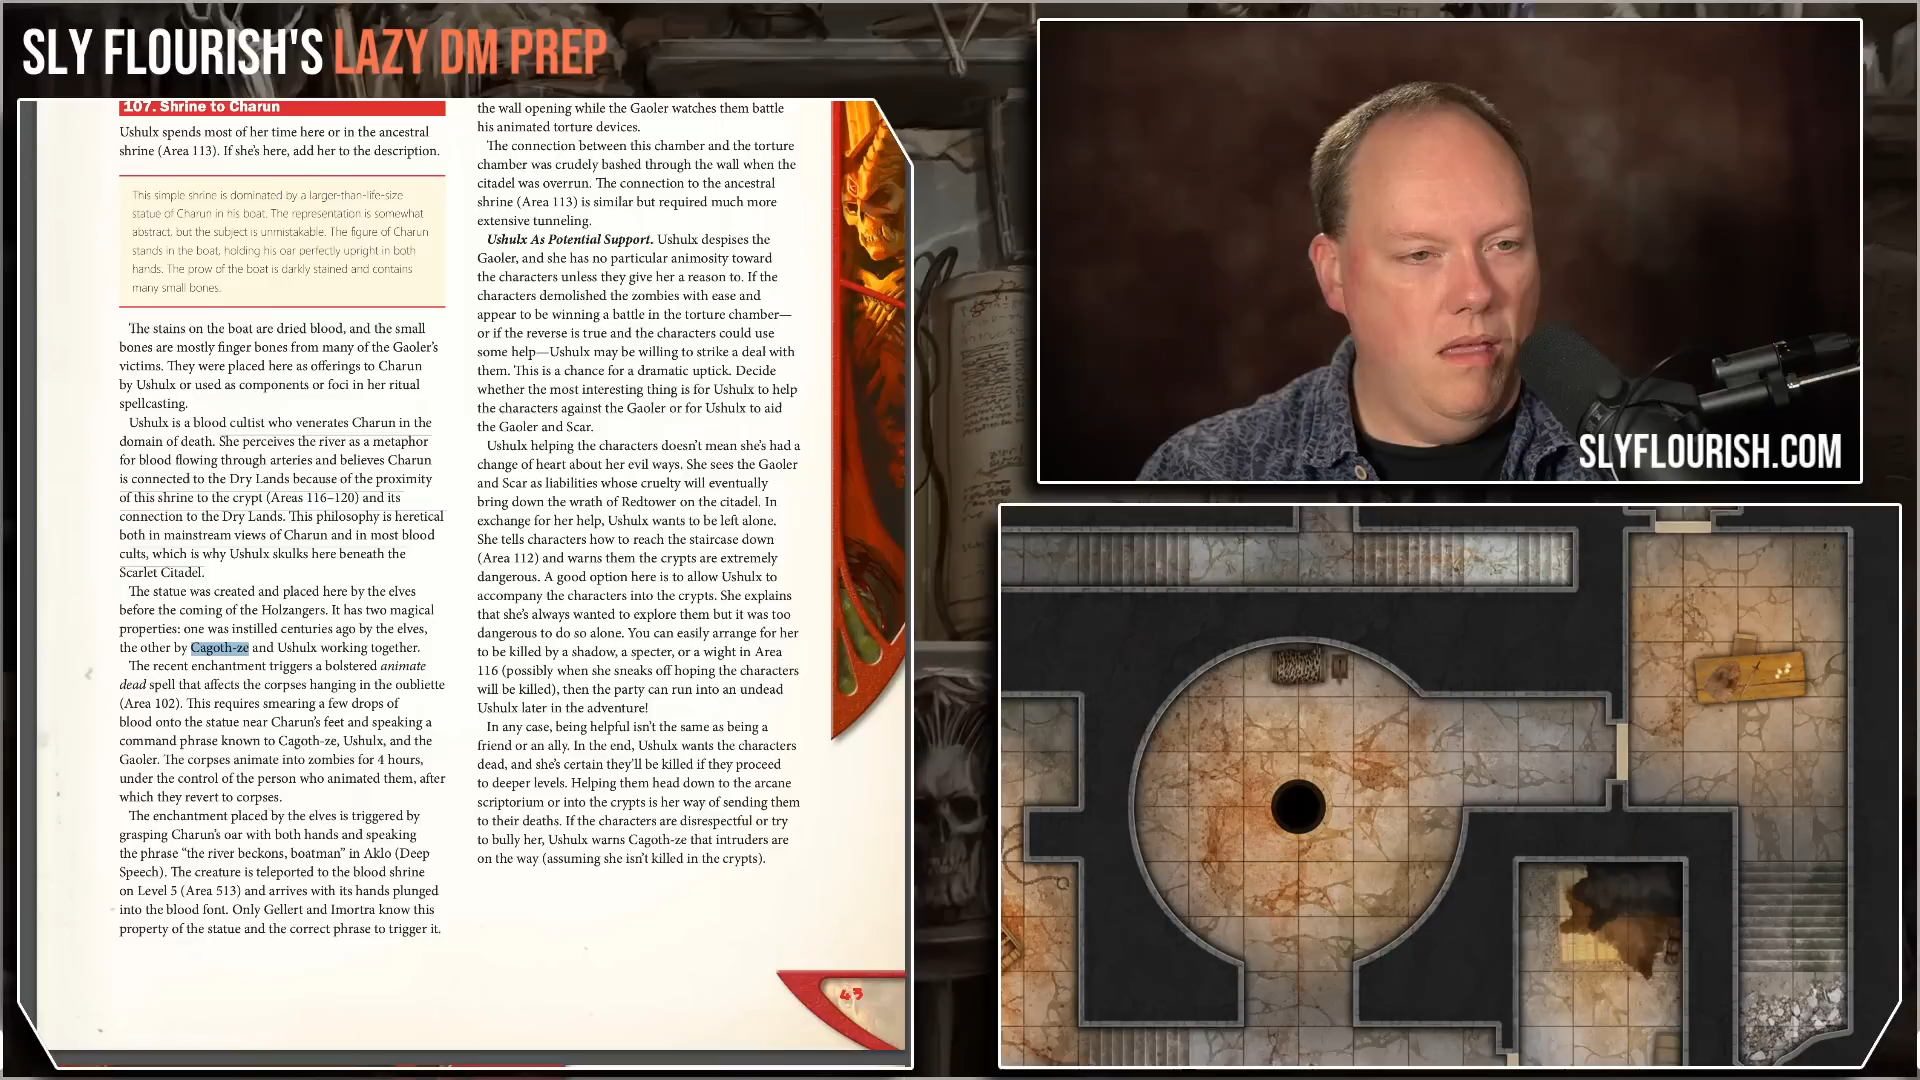 SLY FLOURISH'S LAZY DM PREP
107. Shrine to Charun
Ushulx spends most of her time here or in the ancestral
shrine (Area 113). If she's here, add her to the description.
This simple shrine is dominated by a larger-than-life-size
statue of Charun in his boat. The representation is somewhat
abstract, but the subject is unmistakable. The figure of Charun
stands in the boat, holding his oar perfectly upright in both
hands. The prow of the boat is darkly stained and contains
many small bones.
The stains on the boat are dried blood, and the small
bones are mostly finger bones from many of the Gaoler's
victims. They were placed here as offerings to Charun
by Ushulx or used as components or foci in her ritual
spellcasting.
Ushulx is a blood cultist who venerates Charun in the
domain of death. She perceives the river as a metaphor
for blood flowing through arteries and believes Charun
is connected to the Dry Lands because of the proximity
of this shrine to the crypt (Areas 116–120) and its
connection to the Dry Lands. This philosophy is heretical
both in mainstream views of Charun and in most blood
cults, which is why Ushulx skulks here beneath the
Scarlet Citadel.
The statue was created and placed here by the elves
before the coming of the Holzangers. It has two magical
properties: one was instilled centuries ago by the elves,
the other by Cagoth-ze and Ushulx working together.
The recent enchantment triggers a bolstered animate
dead spell that affects the corpses hanging in the oubliette
(Area 102). This requires smearing a few drops of
blood onto the statue near Charun's feet and speaking a
command phrase known to Cagoth-ze, Ushulx, and the
Gaoler. The corpses animate into zombies for 4 hours,
under the control of the person who animated them, after
which they revert to corpses.
The enchantment placed by the elves is triggered by
grasping Charun's oar with both hands and speaking
the phrase “the river beckons, boatman” in Aklo (Deep
Speech). The creature is teleported to the blood shrine
on Level 5 (Area 513) and arrives with its hands plunged
into the blood font. Only Gellert and Imortra know this
property of the statue and the correct phrase to trigger it.
the wall opening while the Gaoler watches them battle
his animated torture devices.
The connection between this chamber and the torture
chamber was crudely bashed through the wall when the
citadel was overrun. The connection to the ancestral
shrine (Area 113) is similar but required much more
extensive tunneling.
Ushulx As Potential Support. Ushulx despises the
Gaoler, and she has no particular animosity toward
the characters unless they give her a reason to. If the
characters demolished the zombies with ease and
appear to be winning a battle in the torture chamber—
or if the reverse is true and the characters could use
some help—Ushulx may be willing to strike a deal with
them. This is a chance for a dramatic uptick. Decide
whether the most interesting thing is for Ushulx to help
the characters against the Gaoler or for Ushulx to aid
the Gaoler and Scar.
Ushulx helping the characters doesn't mean she's had a
change of heart about her evil ways. She sees the Gaoler
and Scar as liabilities whose cruelty will eventually
bring down the wrath of Redtower on the citadel. In
exchange for her help, Ushulx wants to be left alone.
She tells characters how to reach the staircase down
(Area 112) and warns them the crypts are extremely
dangerous. A good option here is to allow Ushulx to
accompany the characters into the crypts. She explains
that she's always wanted to explore them but it was too
dangerous to do so alone. You can easily arrange for her
to be killed by a shadow, a specter, or a wight in Area
116 (possibly when she sneaks off hoping the characters
will be killed), then the party can run into an undead
Ushulx later in the adventure!
In any case, being helpful isn't the same as being a
friend or an ally. In the end, Ushulx wants the characters
dead, and she's certain they'll be killed if they proceed
to deeper levels. Helping them head down to the arcane
scriptorium or into the crypts is her way of sending them
to their deaths. If the characters are disrespectful or try
to bully her, Ushulx warns Cagoth-ze that intruders are
on the way (assuming she isn't killed in the crypts).
43
SLYFLOURISH.COM